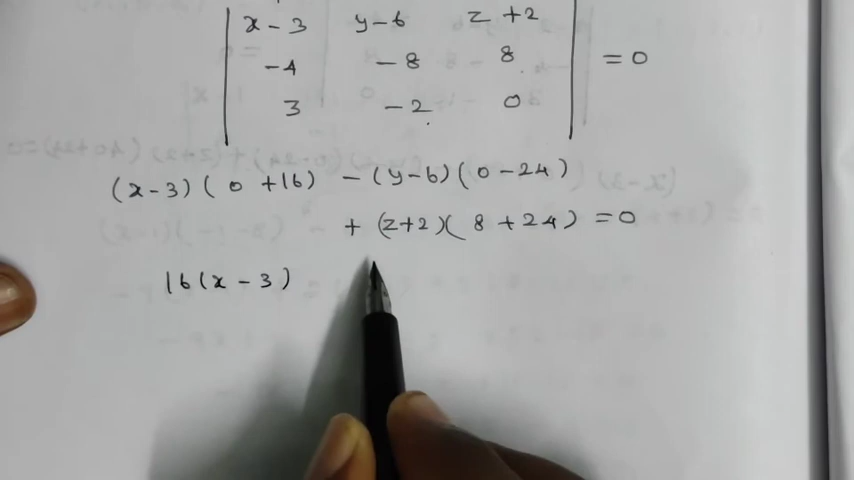 x - 3 y - 6 z + 2
- 4 - 8 8 = 0
3 - 2 0
(x - 3) ( 0 + 16) - (y - 6) (0 - 24)
+ (z + 2) ( 8 + 24) = 0
16 (x - 3)